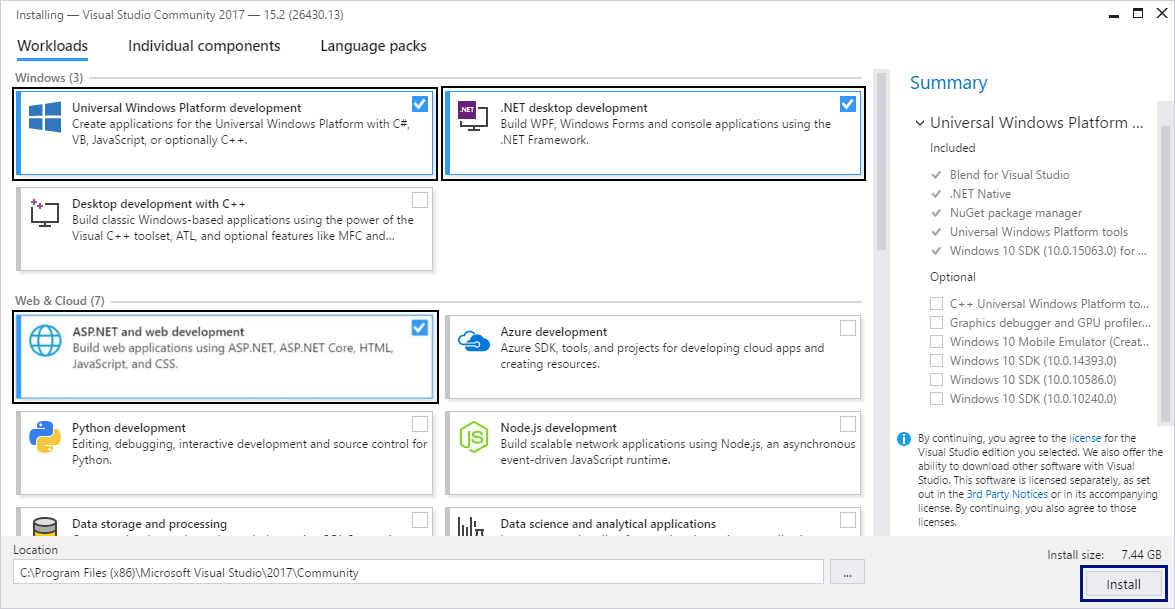 Installing — Visual Studio Community 2017 — 15.2 (26430.13)
Workloads
Individual components
Language packs
Windows (3)
Universal Windows Platform development
Create applications for the Universal Windows Platform with C#,
VB, JavaScript, or optionally C++.
.NET
.NET desktop development
Build WPF, Windows Forms and console applications using the
.NET Framework.
Desktop development with C++
Build classic Windows-based applications using the power of the
Visual C++ toolset, ATL, and optional features like MFC and...
Web & Cloud (7)
ASP.NET and web development
Build web applications using ASP.NET, ASP.NET Core, HTML,
JavaScript, and CSS.
Azure development
Azure SDK, tools, and projects for developing cloud apps and
creating resources.
Python development
Editing, debugging, interactive development and source control for
Python.
JS
Node.js development
Build scalable network applications using Node.js, an asynchronous
event-driven JavaScript runtime.
Data storage and processing
Data science and analytical applications
Summary
Universal Windows Platform ...
Included
Blend for Visual Studio
.NET Native
NuGet package manager
Universal Windows Platform tools
Windows 10 SDK (10.0.15063.0) for ...
Optional
C++ Universal Windows Platform to...
Graphics debugger and GPU profiler...
Windows 10 Mobile Emulator (Creat...
Windows 10 SDK (10.0.14393.0)
Windows 10 SDK (10.0.10586.0)
Windows 10 SDK (10.0.10240.0)
By continuing, you agree to the license for the
Visual Studio edition you selected. We also offer the
ability to download other software with Visual
Studio. This software is licensed separately, as set
out in the 3rd Party Notices or in its accompanying
license. By continuing, you also agree to those
licenses.
Location
C:\Program Files (x86)\Microsoft Visual Studio\2017\Community
...
Install size: 7.44 GB
Install